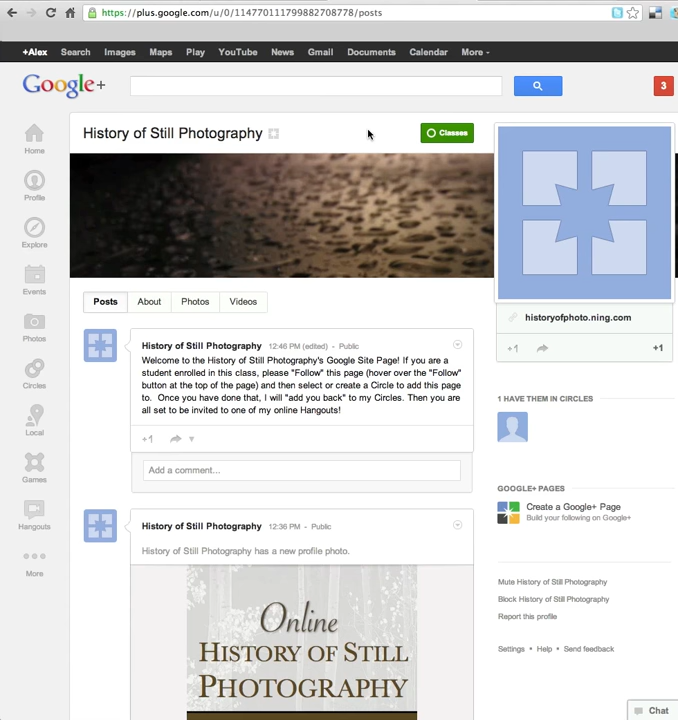 https://plus.google.com/u/0/114770111799882708778/posts
+Alex Search Images Maps Play YouTube News Gmail Documents Calendar More
Google+
3
History of Still Photography
Classes
Home
Profile
Explore
Events
Photos
Circles
Local
Games
Hangouts
More
Posts About Photos Videos
History of Still Photography 12:46 PM (edited) - Public
Welcome to the History of Still Photography's Google Site Page! If you are a
student enrolled in this class, please "Follow" this page (hover over the "Follow"
button at the top of the page) and then select or create a Circle to add this page
to. Once you have done that, I will "add you back" to my Circles. Then you are
all set to be invited to one of my online Hangouts!
+1
Add a comment...
History of Still Photography 12:36 PM - Public
History of Still Photography has a new profile photo.
Online
HISTORY OF STILL
PHOTOGRAPHY
historyofphoto.ning.com
+1 +1
1 HAVE THEM IN CIRCLES
GOOGLE+ PAGES
Create a Google+ Page
Build your following on Google+
Mute History of Still Photography
Block History of Still Photography
Report this profile
Settings • Help • Send feedback
Chat